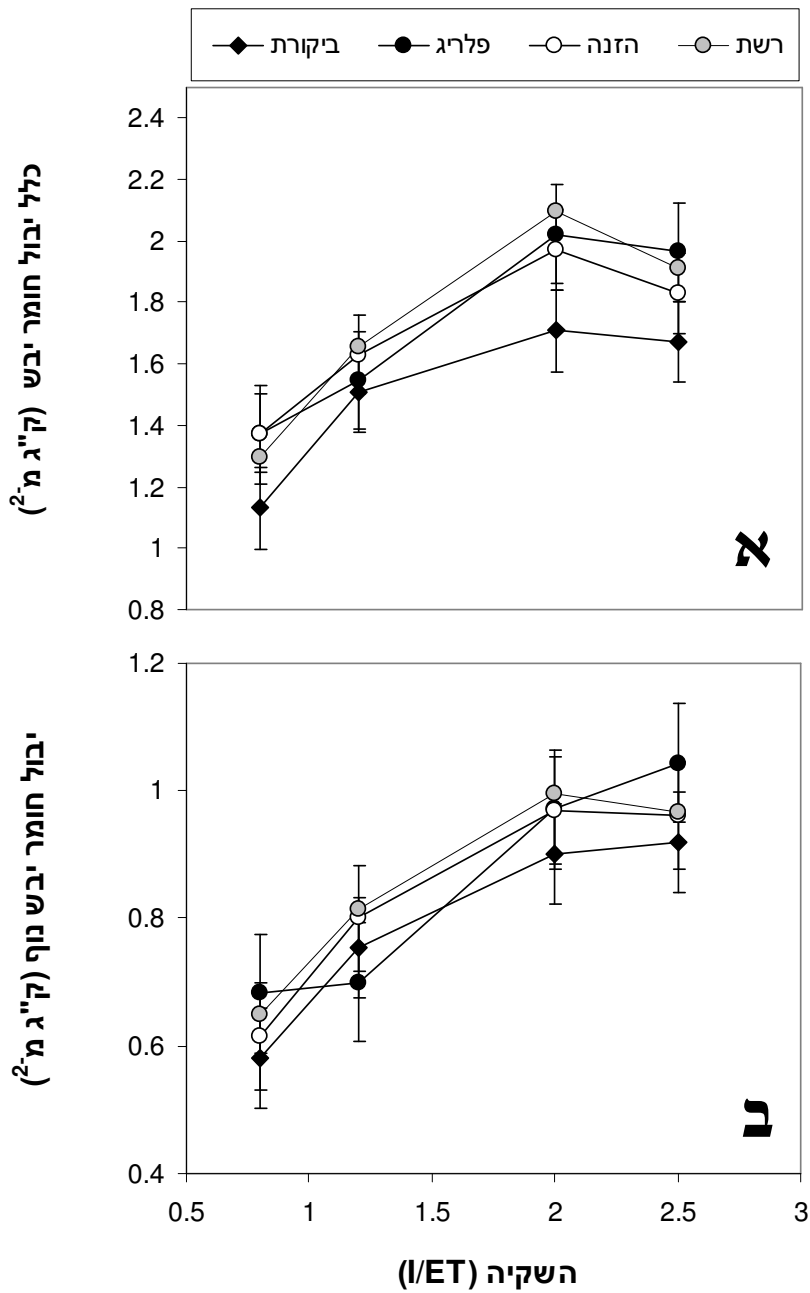 ביקורת פלריג הזנה רשת
כלל יבול חומר יבש (ק"ג מ-2)
2.4
2.2
2
1.8
1.6
1.4
1.2
1
0.8
א
יבול חומר יבש נוף (ק"ג מ-2)
1.2
1
0.8
0.6
0.4
ב
0.5 1 1.5 2 2.5 3
השקיה (I/ET)